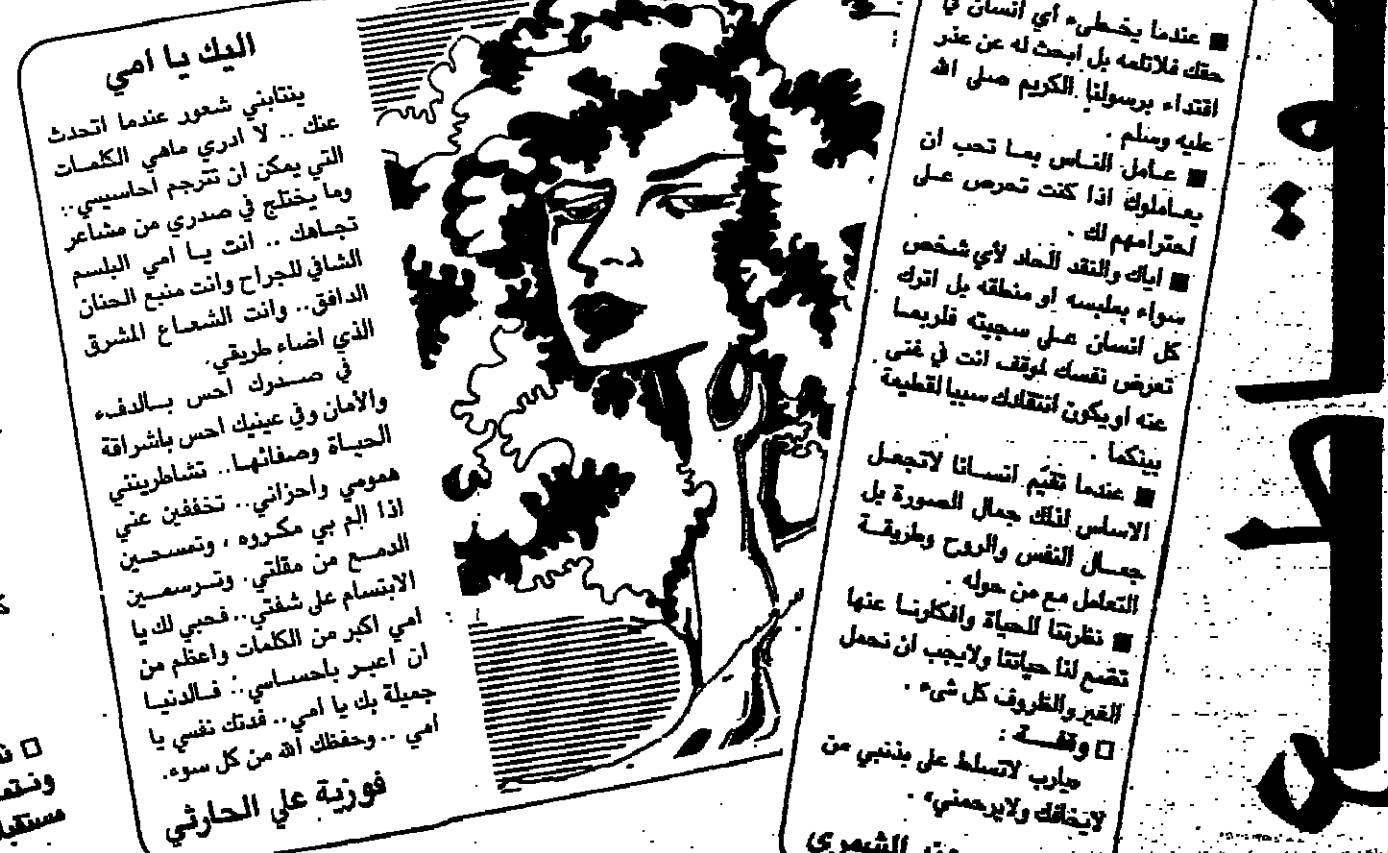 ■ عندما يخطىء أي انسان في
حقك فلاتلمه بل ابحث له عن عذر
اقتداء برسولنا الكريم صلى الله
عليه وسلم .
■ عامل الناس بما تحب ان
يعاملوك اذا كنت تحرص على
احترامهم لك .
■ اياك والنقد الحاد لأي شخص
سواء بملبسه او منطقه بل اترك
كل انسان على سجيته فلربما
تعرض نفسك لموقف انت في غنى
عنه او يكون انتقادك سببا لقطيعة
بينكما .
■ عندما تقيّم انسانا لاتجعل
الاساس لذلك جمال الصورة بل
جمال النفس والروح وطريقة
التعامل مع من حوله .
■ نظرتنا للحياة وافكارنا عنها
تصنع لنا حياتنا ولايجب ان نحمل
الغير والظروف كل شىء .
□ وقفة :
يارب لاتسلط علي بذنبي من
لايخافك ولايرحمني .
الشمري
اليك يا امي
ينتابني شعور عندما اتحدث
عنك .. لا ادري ماهي الكلمات
التي يمكن ان تترجم احاسيسي..
وما يختلج في صدري من مشاعر
تجاهك .. انت يا امي البلسم
الشافي للجراح وانت منبع الحنان
الدافق.. وانت الشعاع المشرق
الذي اضاء طريقي.
في صدرك احس بالدفء
والأمان وفي عينيك احس باشراقة
الحياة وصفائها.. تشاطرينني
همومي واحزاني.. تخففين عني
اذا الم بي مكروه ، وتمسحين
الدمع من مقلتي. وترسمين
الابتسام على شفتي.. فحبي لك يا
امي اكبر من الكلمات واعظم من
ان اعبر باحساسي.. فالدنيا
جميلة بك يا امي.. فدتك نفسي يا
امي .. وحفظك الله من كل سوء.
فوزية علي الحارثي